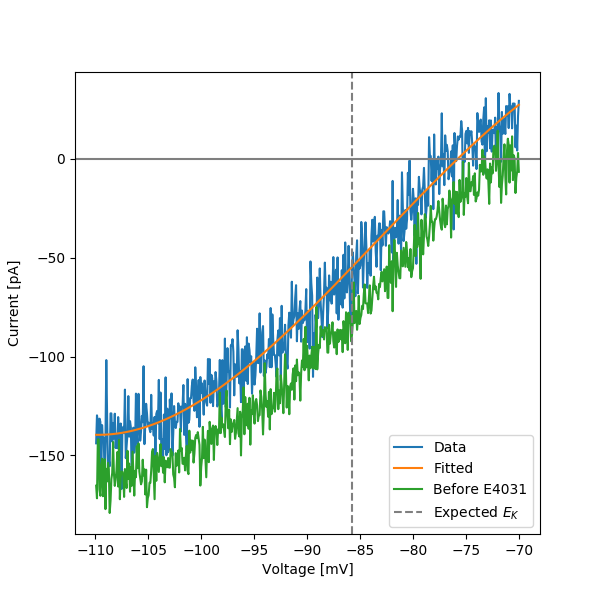 0
−50
−100
−150
Current [pA]
−110
−105
−100
−95
−90
−85
−80
−75
−70
Voltage [mV]
Data
Fitted
Before E4031
Expected E_K